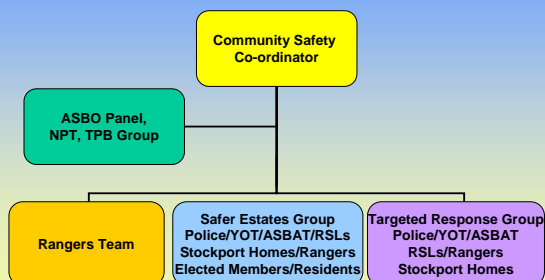 Community Safety
Co-ordinator
ASBO Panel,
NPT, TPB Group
Rangers Team
Safer Estates Group
Police/YOT/ASBAT/RSLs
Stockport Homes/Rangers
Elected Members/Residents
Targeted Response Group
Police/YOT/ASBAT
RSLs/Rangers
Stockport Homes